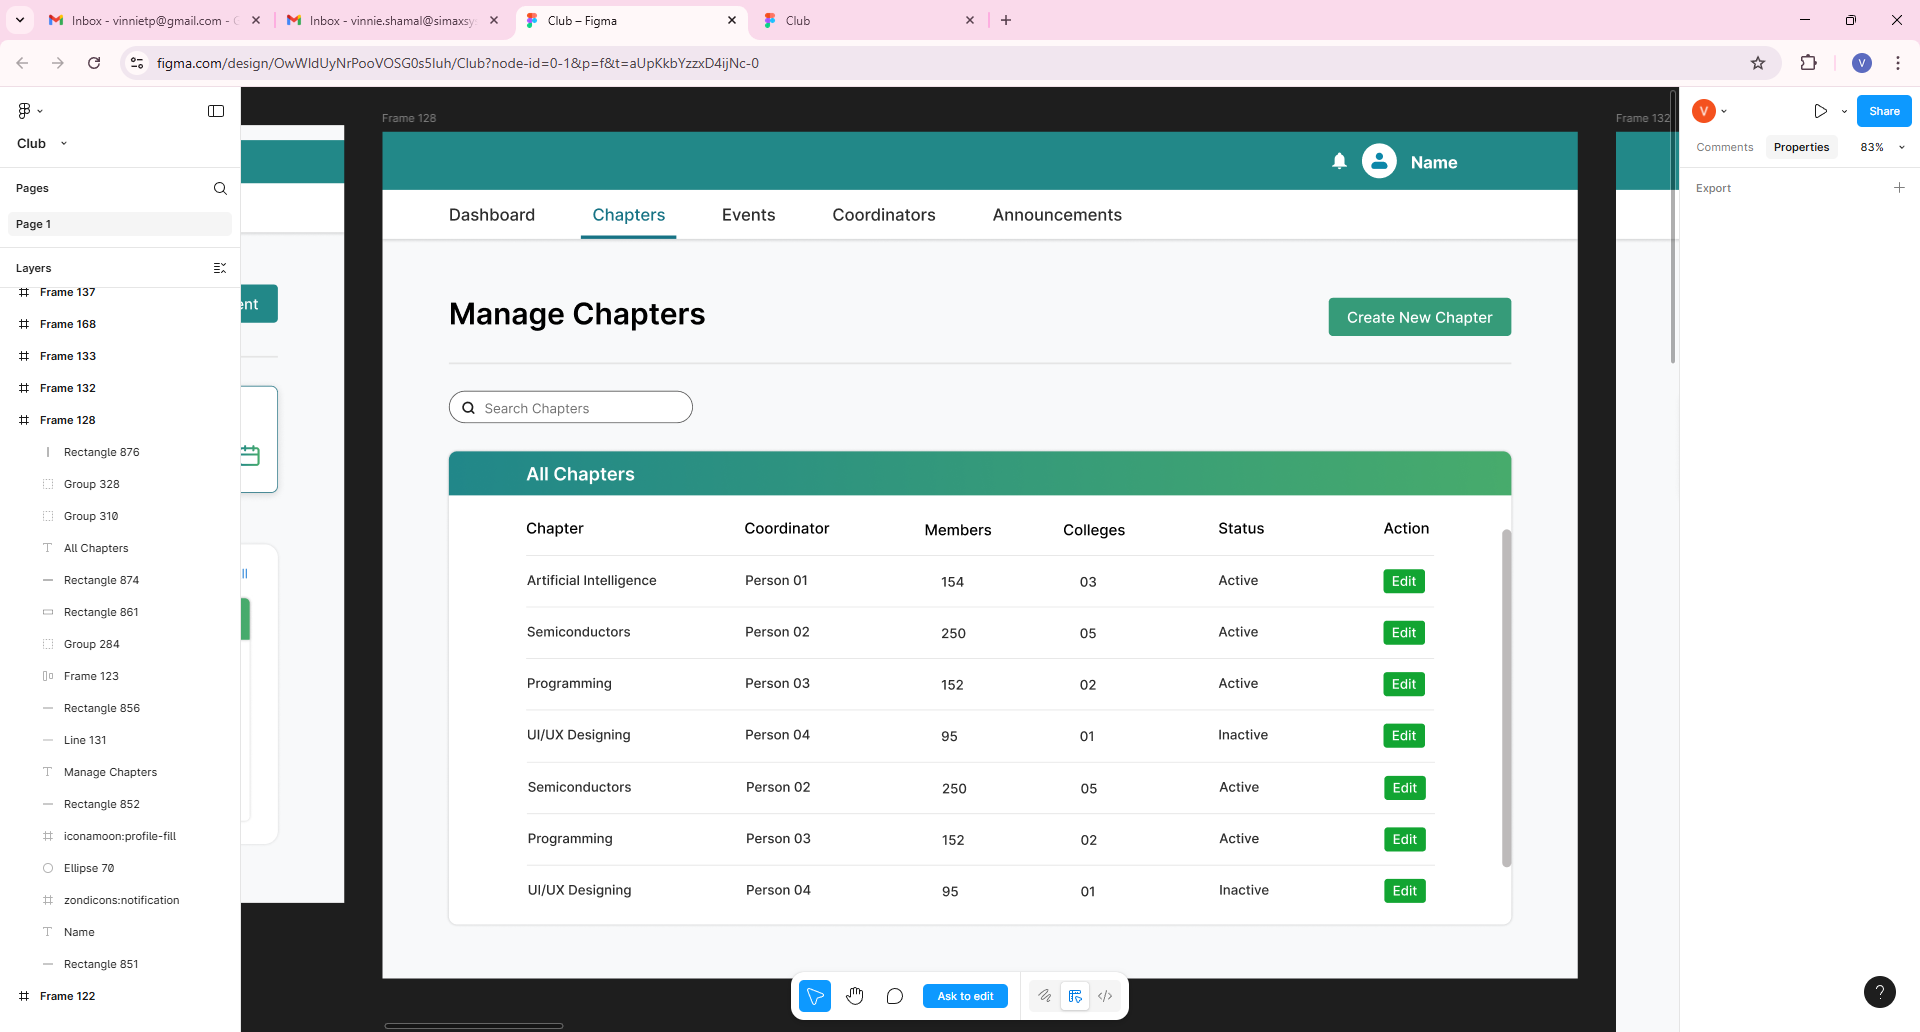 Inbox - vinnietp@gmail.com -
Inbox - vinnie.shamal@simaxsy
Club – Figma
Club
figma.com/design/OwWIdUyNrPooVOSG0s5Iuh/Club?node-id=0-1&p=f&t=aUpKkbYzzxD4ijNc-0
V
Club
Pages
Page 1
Layers
Frame 137
Frame 168
Frame 133
Frame 132
Frame 128
Rectangle 876
Group 328
Group 310
All Chapters
Rectangle 874
Rectangle 861
Group 284
Frame 123
Rectangle 856
Line 131
Manage Chapters
Rectangle 852
iconamoon:profile-fill
Ellipse 70
zondicons:notification
Name
Rectangle 851
Frame 122
ent
Frame 128
Frame 132
Name
Dashboard Chapters Events Coordinators Announcements
Manage Chapters
Create New Chapter
Search Chapters
All Chapters
Chapter Coordinator Members Colleges Status Action
Artificial Intelligence Person 01 154 03 Active Edit
Semiconductors Person 02 250 05 Active Edit
Programming Person 03 152 02 Active Edit
UI/UX Designing Person 04 95 01 Inactive Edit
Semiconductors Person 02 250 05 Active Edit
Programming Person 03 152 02 Active Edit
UI/UX Designing Person 04 95 01 Inactive Edit
Ask to edit
V
Share
Comments Properties 83%
Export
?